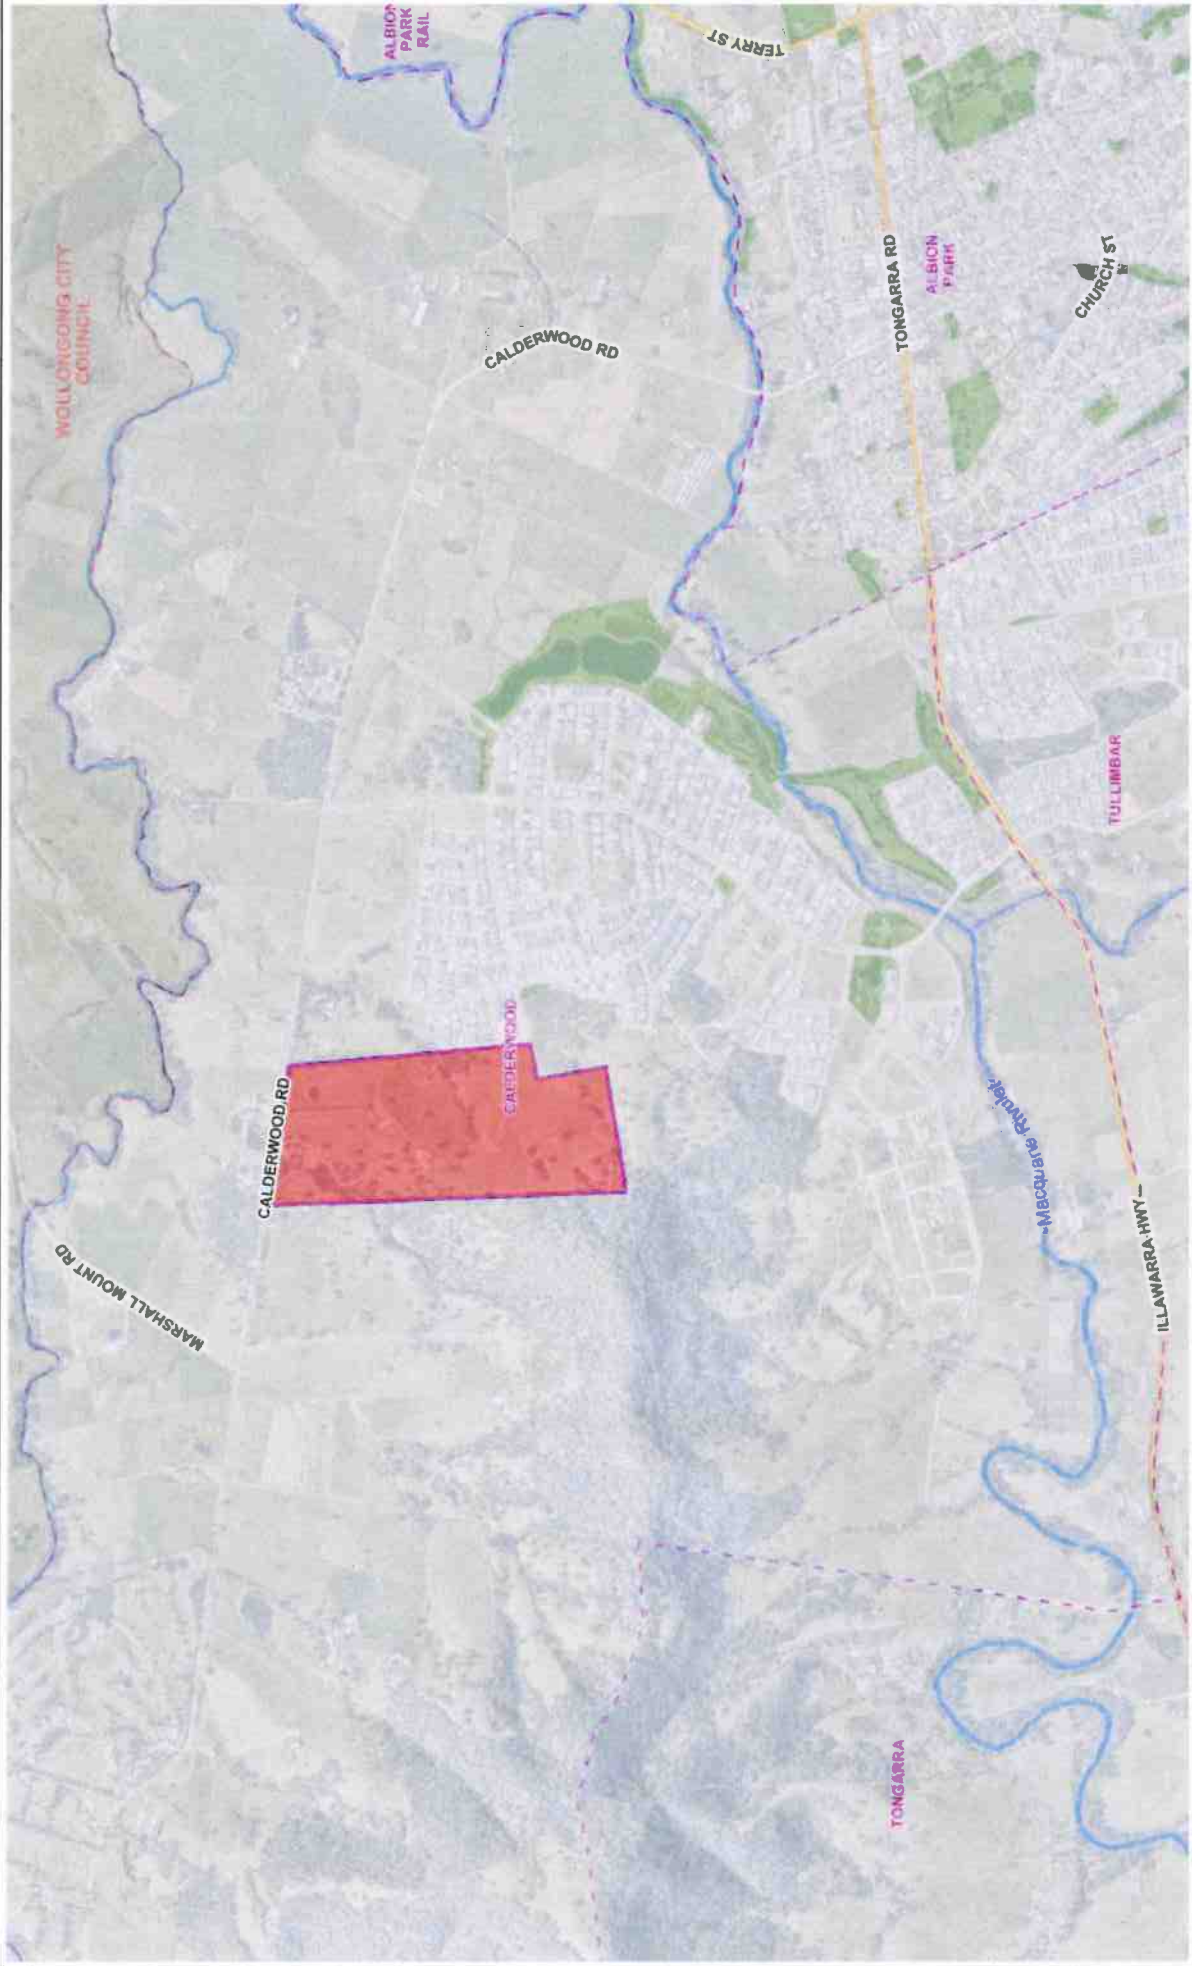 WOLLONGONG CITY
COUNCIL
ALBION
PARK
RAIL
TERRY ST
CALDERWOOD RD
TONGARRA RD
ALBION
PARK
CHURCH ST
TULLIMBAR
CALDERWOOD
CALDERWOOD RD
MARSHALL MOUNT RD
Macquarie Rivulet
ILLAWARRA HWY
TONGARRA